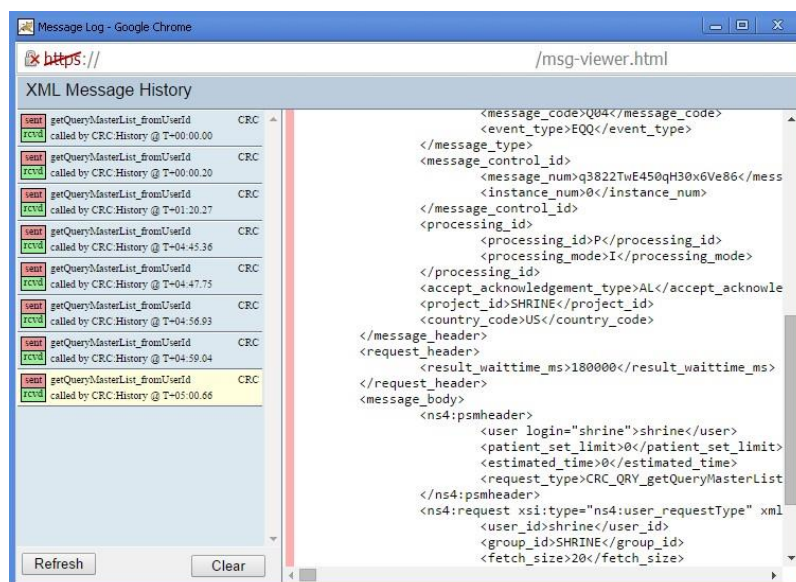 Message Log - Google Chrome
https:// /msg-viewer.html
XML Message History
sent getQueryMasterList_fromUserId CRC
rcvd called by CRC:History @ T+00:00.00
sent getQueryMasterList_fromUserId CRC
rcvd called by CRC:History @ T+00:00.20
sent getQueryMasterList_fromUserId CRC
rcvd called by CRC:History @ T+01:20.27
sent getQueryMasterList_fromUserId CRC
rcvd called by CRC:History @ T+04:45.36
sent getQueryMasterList_fromUserId CRC
rcvd called by CRC:History @ T+04:47.75
sent getQueryMasterList_fromUserId CRC
rcvd called by CRC:History @ T+04:56.93
sent getQueryMasterList_fromUserId CRC
rcvd called by CRC:History @ T+04:59.04
sent getQueryMasterList_fromUserId CRC
rcvd called by CRC:History @ T+05:00.66
Refresh
Clear
<message_code>Q04</message_code>
<event_type>EQQ</event_type>
</message_type>
<message_control_id>
<message_num>q3822TwE450qH30x6Ve86</mess
<instance_num>0</instance_num>
</message_control_id>
<processing_id>
<processing_id>P</processing_id>
<processing_mode>I</processing_mode>
</processing_id>
<accept_acknowledgement_type>AL</accept_acknowle
<project_id>SHRINE</project_id>
<country_code>US</country_code>
</message_header>
<request_header>
<result_waittime_ms>180000</result_waittime_ms>
</request_header>
<message_body>
<ns4:psmheader>
<user login="shrine">shrine</user>
<patient_set_limit>0</patient_set_limit>
<estimated_time>0</estimated_time>
<request_type>CRC_QRY_getQueryMasterList
</ns4:psmheader>
<ns4:request xsi:type="ns4:user_requestType" xml
<user_id>shrine</user_id>
<group_id>SHRINE</group_id>
<fetch_size>20</fetch_size>